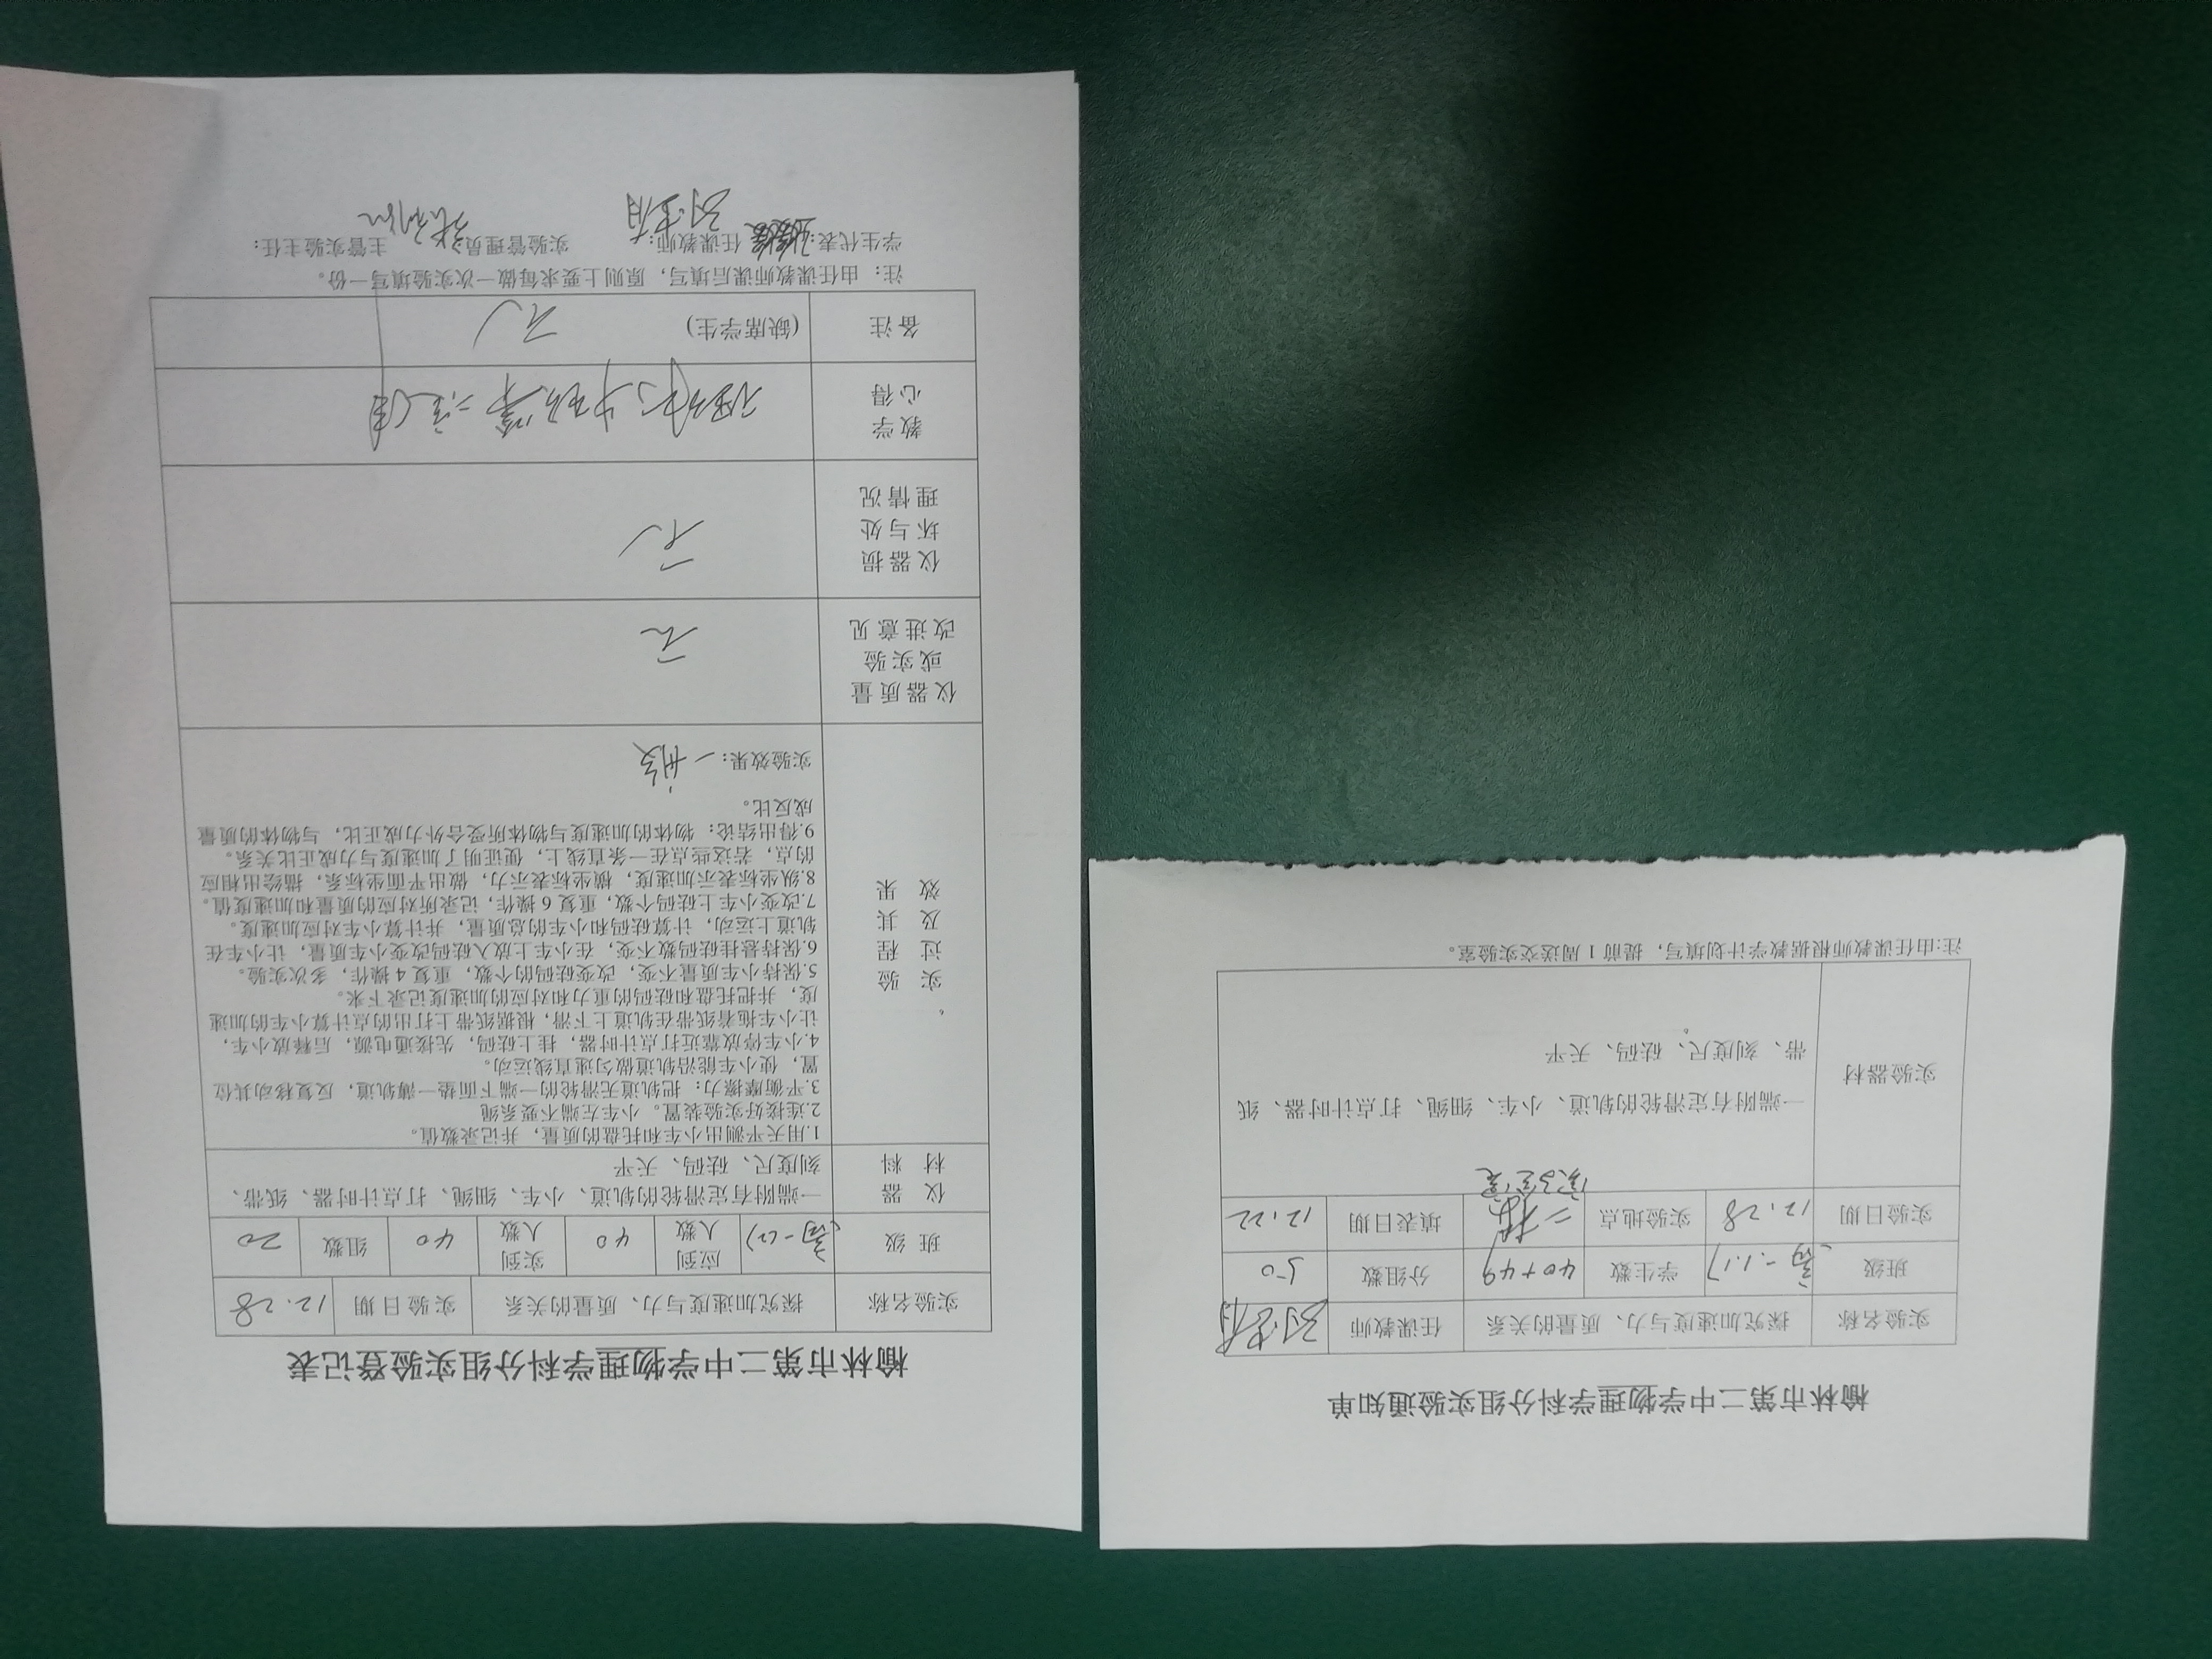 榆林市第二中学物理学科分组实验通知单
实验名称 探究加速度与力、质量的关系 任课教师
班级 学生数 40+49 分组数 50
实验日期 12.28 实验地点 二楼实验室 填表日期 12.22
实验器材 一端附有定滑轮的轨道、小车、细绳、打点计时器、纸
带、刻度尺、砝码、天平
注:由任课教师根据教学计划填写，提前 1 周送交实验室。
榆林市第二中学物理学科分组实验登记表
实验名称 探究加速度与力、质量的关系 实验日期 12.28
班级 应到人数 40 实到人数 40 组数 20
仪器材料 一端附有定滑轮的轨道、小车、细绳、打点计时器、纸带、
刻度尺、砝码、天平
实验过程及其效果
1.用天平测出小车和托盘的质量，并记录数值。
2.连接好实验装置。小车左端不要系绳
3.平衡摩擦力：把轨道无滑轮的一端下面垫一薄轨道，反复移动其位
置，使小车能沿轨道做匀速直线运动。
4.小车停放靠近打点计时器，挂上砝码，先接通电源，后释放小车，
让小车拖着纸带在轨道上下滑，根据纸带上打出的点计算小车的加速
度，并把托盘和砝码的重力和对应的加速度记录下来。
5.保持小车质量不变，改变砝码的个数，重复 4 操作，多次实验。
6.保持悬挂砝码数不变，在小车上放入砝码改变小车质量，让小车在
轨道上运动，计算砝码和小车的总质量，并计算小车对应加速度。
7.改变小车上砝码个数，重复 6 操作，记录所对应的质量和加速度值。
8.纵坐标表示加速度，横坐标表示力，做出平面坐标系，描绘出相应
的点，若这些点在一条直线上，便证明了加速度与力成正比关系。
9.得出结论：物体的加速度与物体所受合外力成正比，与物体的质量
成反比。
实验效果：
仪器质量或实验改进意见 无
仪器损坏与处理情况 无
教学心得 理解了牛顿第二定律
备注 (缺席学生) 无
注：由任课教师课后填写，原则上要求每做一次实验填写一份。
学生代表： 任课教师： 实验管理员： 主管实验主任：